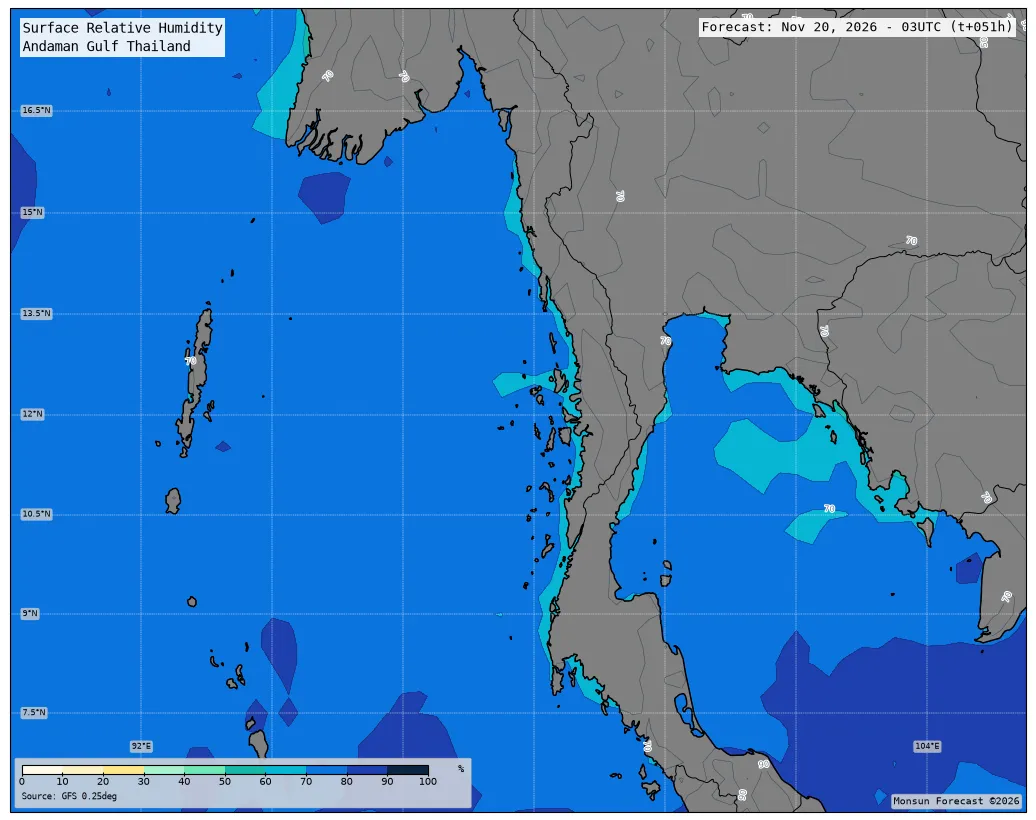 Surface Relative Humidity
Andaman Gulf Thailand
Forecast: Nov 20, 2026 - 03UTC (t+051h)
70
70
16.5°N
70
15°N
70
13.5°N
70
70
70
12°N
70
10.5°N
70
9°N
70
7.5°N
92°E
70
104°E
90
90
0 10 20 30 40 50 60 70 80 90 100 %
Source: GFS 0.25deg
Monsun Forecast ©2026